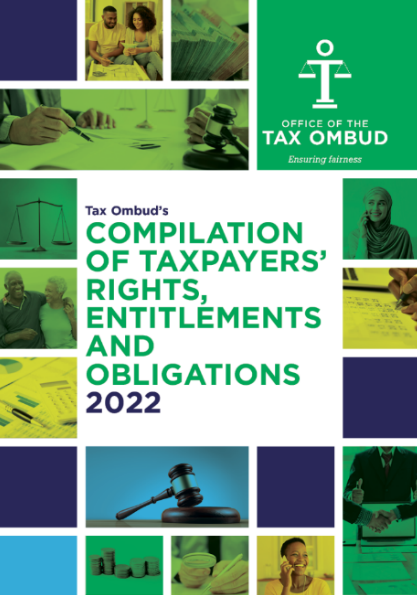 OFFICE OF THE
TAX OMBUD
Ensuring fairness
Tax Ombud's
COMPILATION
OF TAXPAYERS'
RIGHTS,
ENTITLEMENTS
AND
OBLIGATIONS
2022